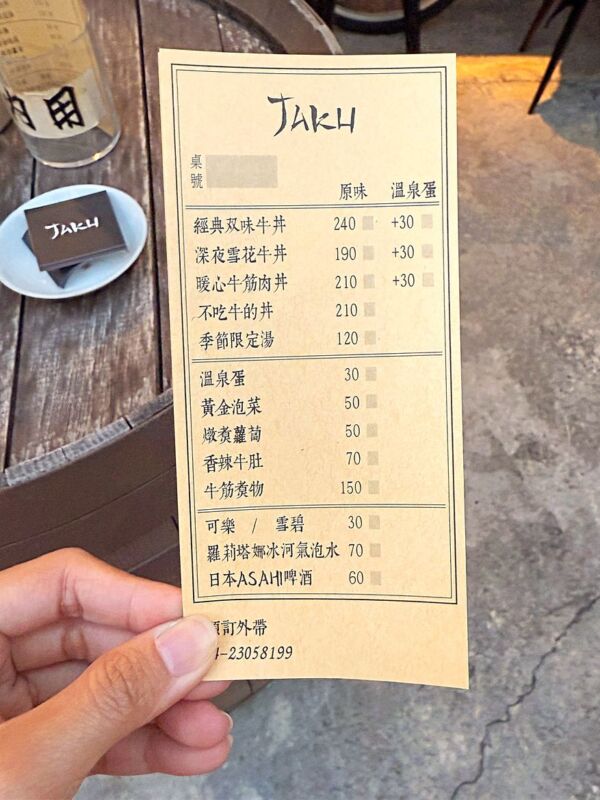 內用
JAKU
JAKU
桌號
原味 溫泉蛋
經典双味牛丼 240 +30
深夜雪花牛丼 190 +30
暖心牛筋肉丼 210 +30
不吃牛的丼 210
季節限定湯 120
溫泉蛋 30
黃金泡菜 50
燉煮蘿蔔 50
香辣牛肚 70
牛筋煮物 150
可樂 / 雪碧 30
羅莉塔娜冰河氣泡水 70
日本ASAHI啤酒 60
預訂外帶
4-23058199